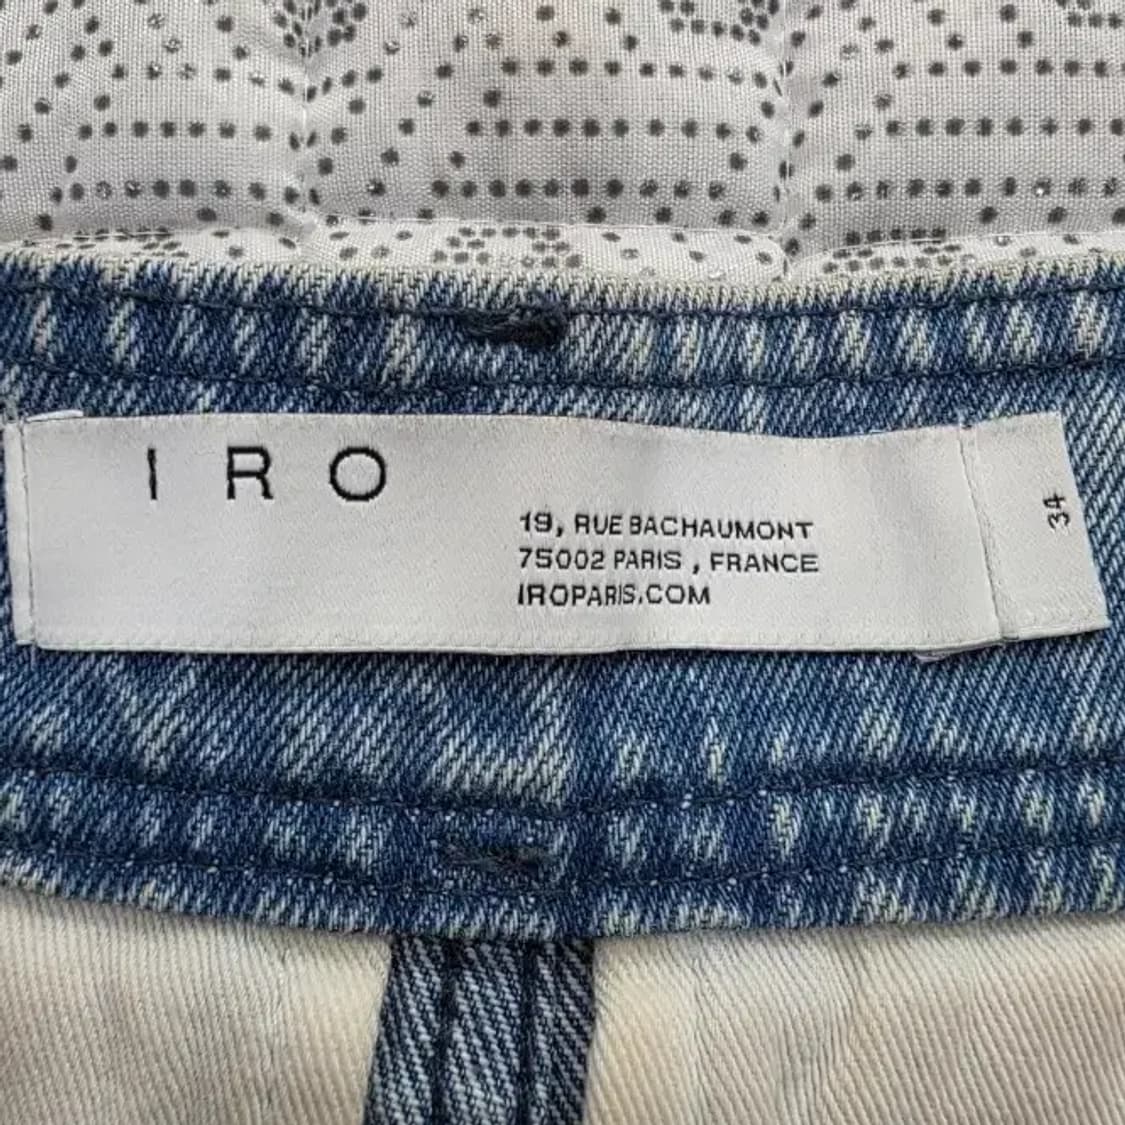 IRO
19, RUE BACHAUMONT
75002 PARIS , FRANCE
IROPARIS.COM
34